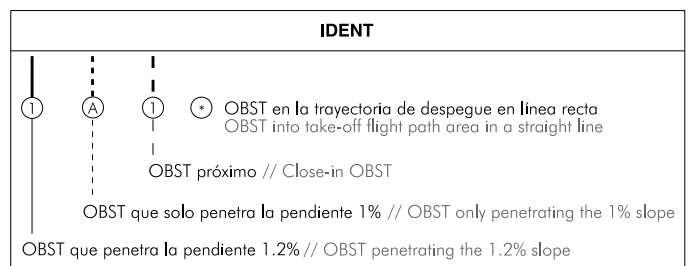 IDENT
1 A 1 * OBST en la trayectoria de despegue en línea recta
OBST into take-off flight path area in a straight line
OBST próximo // Close-in OBST
OBST que solo penetra la pendiente 1% // OBST only penetrating the 1% slope
OBST que penetra la pendiente 1.2% // OBST penetrating the 1.2% slope